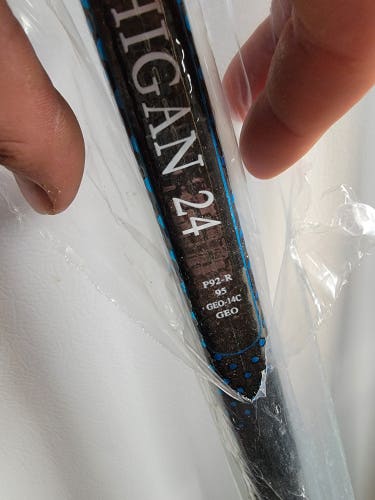 HIGAN 24
P92-R
95
GEO-14C
GEO